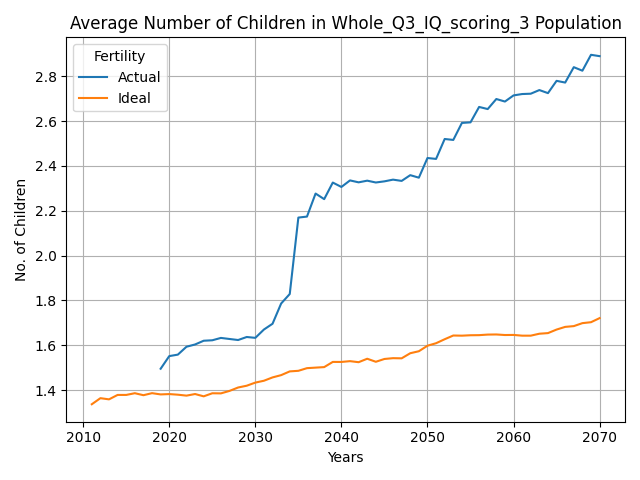 Average Number of Children in Whole_Q3_IQ_scoring_3 Population
Fertility
Actual
Ideal
No. of Children
2.8
2.6
2.4
2.2
2.0
1.8
1.6
1.4
2010 2020 2030 2040 2050 2060 2070
Years